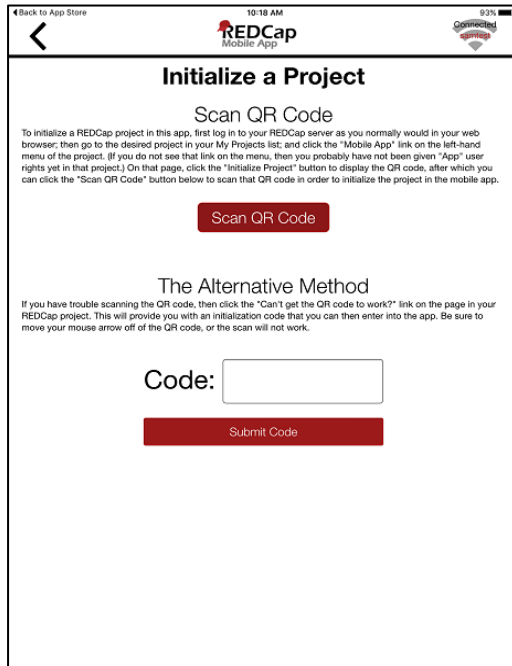 Back to App Store 10:18 AM 93%
REDCap
Mobile App
Connected
samtest
Initialize a Project
Scan QR Code
To initialize a REDCap project in this app, first log in to your REDCap server as you normally would in your web
browser; then go to the desired project in your My Projects list; and click the "Mobile App" link on the left-hand
menu of the project. (If you do not see that link on the menu, then you probably have not been given "App" user
rights yet in that project.) On that page, click the "Initialize Project" button to display the QR code, after which you
can click the "Scan QR Code" button below to scan that QR code in order to initialize the project in the mobile app.
Scan QR Code
The Alternative Method
If you have trouble scanning the QR code, then click the "Can't get the QR code to work?" link on the page in your
REDCap project. This will provide you with an initialization code that you can then enter into the app. Be sure to
move your mouse arrow off of the QR code, or the scan will not work.
Code:
Submit Code